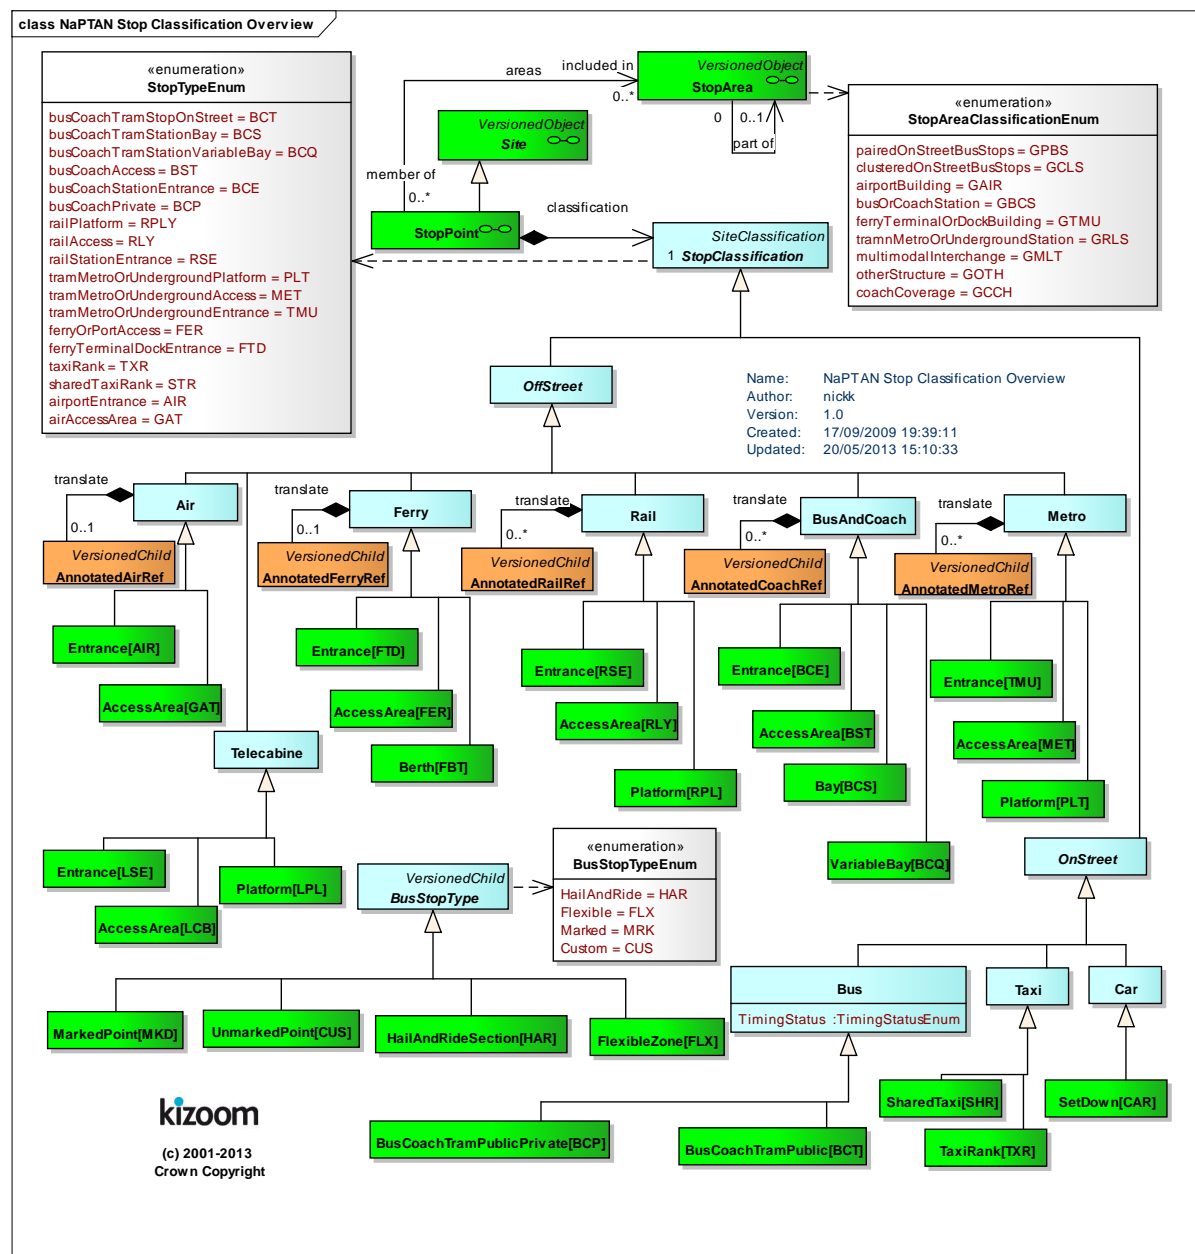 class NaPTAN Stop Classification Overview
«enumeration»
StopTypeEnum
busCoachTramStopOnStreet = BCT
busCoachTramStationBay = BCS
busCoachTramStationVariableBay = BCQ
busCoachAccess = BST
busCoachStationEntrance = BCE
busCoachPrivate = BCP
railPlatform = RPLY
railAccess = RLY
railStationEntrance = RSE
tramMetroOrUndergroundPlatform = PLT
tramMetroOrUndergroundAccess = MET
tramMetroOrUndergroundEntrance = TMU
ferryOrPortAccess = FER
ferryTerminalDockEntrance = FTD
taxiRank = TXR
sharedTaxiRank = STR
airportEntrance = AIR
airAccessArea = GAT
areas
included in
0..*
VersionedObject
StopArea
0
0..1
part of
VersionedObject
Site
member of
0..*
StopPoint
classification
SiteClassification
1 StopClassification
«enumeration»
StopAreaClassificationEnum
pairedOnStreetBusStops = GPBS
clusteredOnStreetBusStops = GCLS
airportBuilding = GAIR
busOrCoachStation = GBCS
ferryTerminalOrDockBuilding = GTMU
tramnMetroOrUndergroundStation = GRLS
multimodalInterchange = GMLT
otherStructure = GOTH
coachCoverage = GCCH
OffStreet
Name: NaPTAN Stop Classification Overview
Author: nickk
Version: 1.0
Created: 17/09/2009 19:39:11
Updated: 20/05/2013 15:10:33
translate
0..1
Air
VersionedChild
AnnotatedAirRef
Entrance[AIR]
AccessArea[GAT]
translate
0..1
Ferry
VersionedChild
AnnotatedFerryRef
Entrance[FTD]
AccessArea[FER]
Berth[FBT]
translate
0..*
Rail
VersionedChild
AnnotatedRailRef
Entrance[RSE]
AccessArea[RLY]
Platform[RPL]
translate
0..*
BusAndCoach
VersionedChild
AnnotatedCoachRef
Entrance[BCE]
AccessArea[BST
Bay[BCS]
VariableBay[BCQ]
translate
0..*
Metro
VersionedChild
AnnotatedMetroRef
Entrance[TMU]
AccessArea[MET]
Platform[PLT]
Telecabine
Entrance[LSE]
AccessArea[LCB]
Platform[LPL]
VersionedChild
BusStopType
«enumeration»
BusStopTypeEnum
HailAndRide = HAR
Flexible = FLX
Marked = MRK
Custom = CUS
MarkedPoint[MKD]
UnmarkedPoint[CUS]
HailAndRideSection[HAR]
FlexibleZone[FLX]
OnStreet
Bus
TimingStatus :TimingStatusEnum
Taxi
Car
BusCoachTramPublicPrivate[BCP]
BusCoachTramPublic[BCT]
SharedTaxi[SHR]
TaxiRank[TXR]
SetDown[CAR]
kizoom
(c) 2001-2013
Crown Copyright